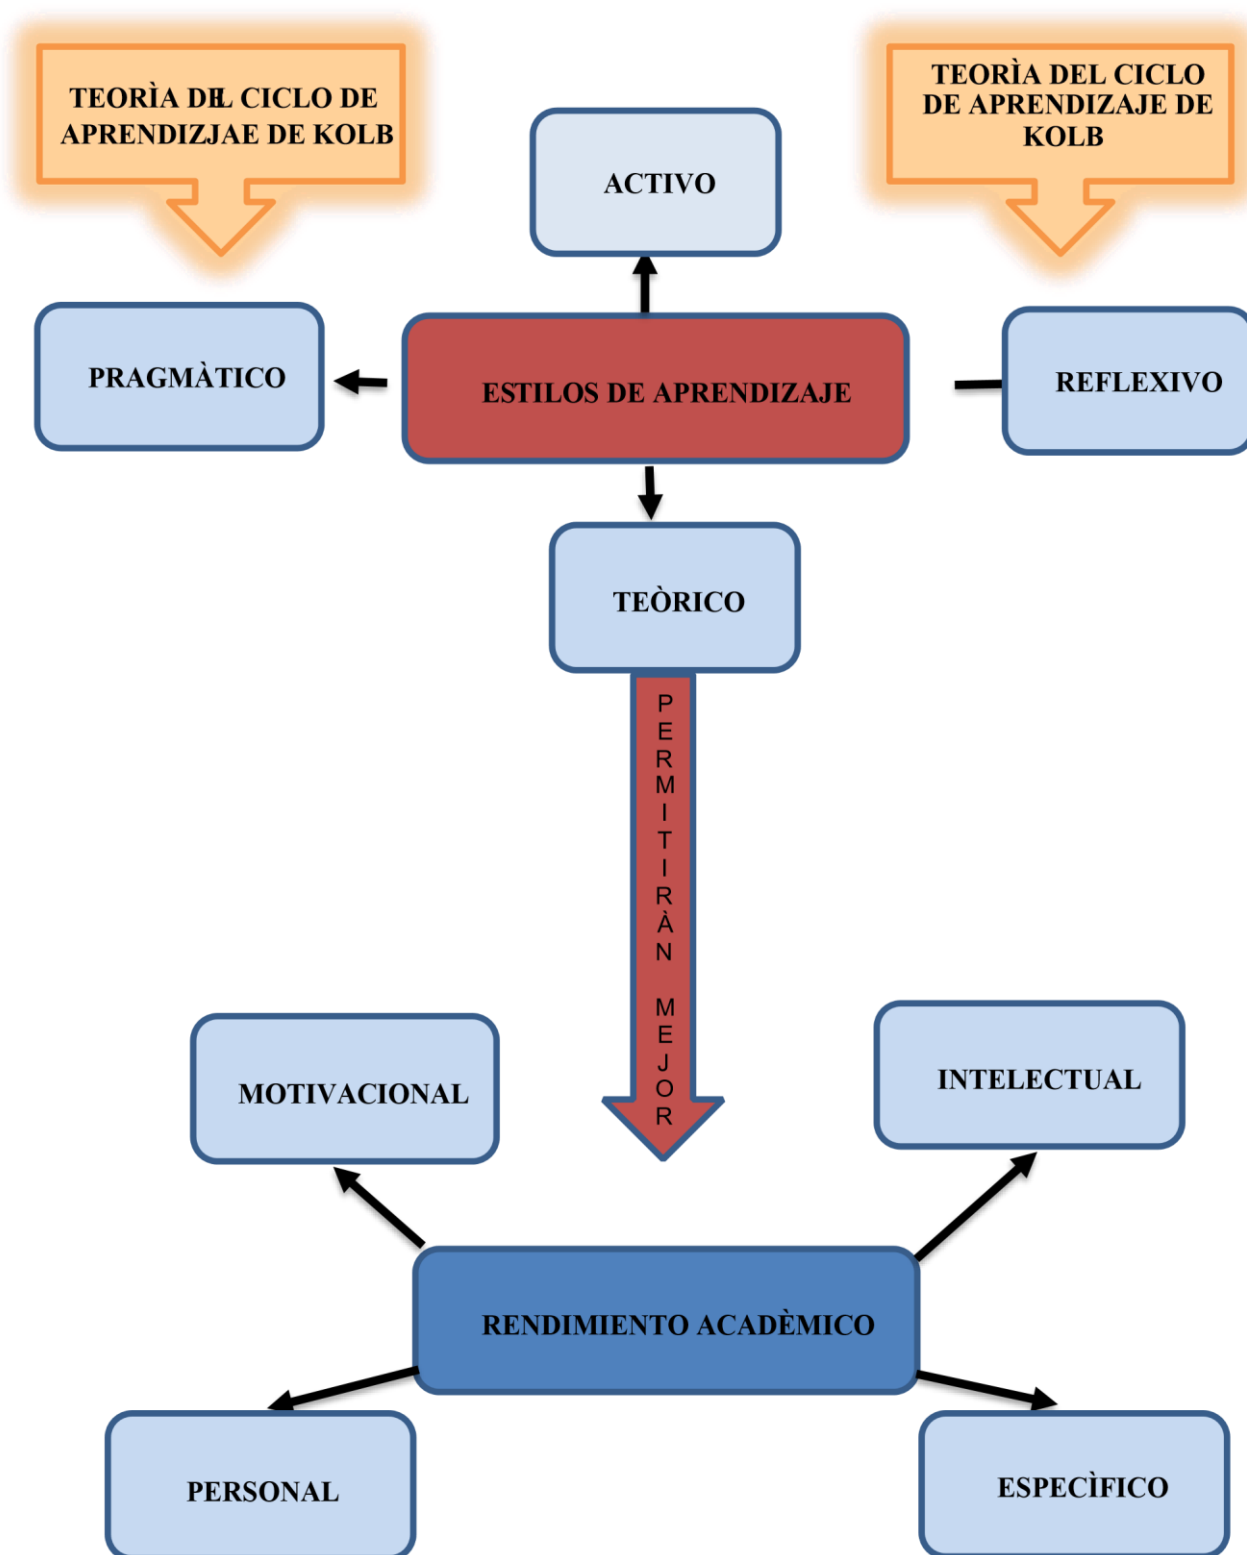 TEORÌA DEL CICLO DE
APRENDIZJAE DE KOLB
TEORÌA DEL CICLO
DE APRENDIZAJE DE
KOLB
ACTIVO
PRAGMÀTICO
ESTILOS DE APRENDIZAJE
REFLEXIVO
TEÒRICO
PERMITIRÀN MEJOR
MOTIVACIONAL
INTELECTUAL
RENDIMIENTO ACADÈMICO
PERSONAL
ESPECÌFICO